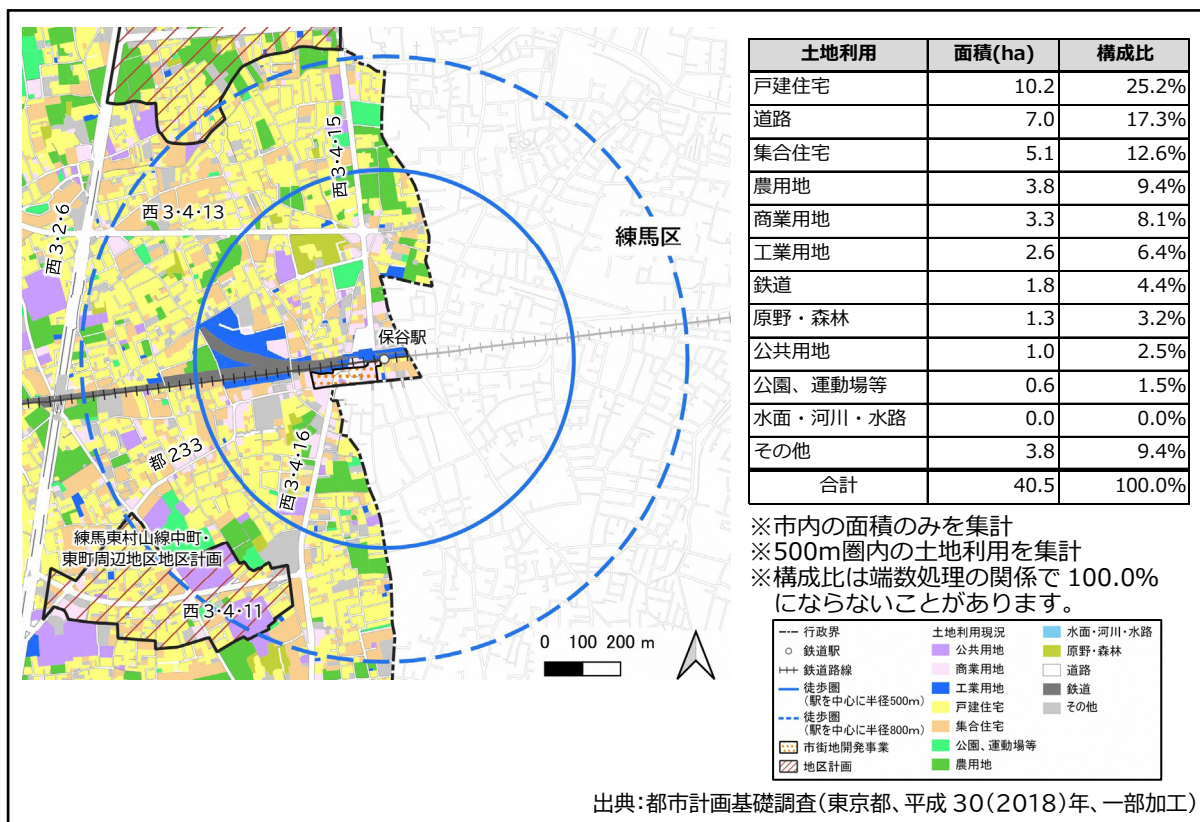 西3・4・15
西3・4・13
西3・2・6
練馬区
保谷駅
都233
西3・4・16
練馬東村山線中町・
東町周辺地区地区計画
西3・4・11
0 100 200 m
土地利用 面積(ha) 構成比
戸建住宅 10.2 25.2%
道路 7.0 17.3%
集合住宅 5.1 12.6%
農用地 3.8 9.4%
商業用地 3.3 8.1%
工業用地 2.6 6.4%
鉄道 1.8 4.4%
原野・森林 1.3 3.2%
公共用地 1.0 2.5%
公園、運動場等 0.6 1.5%
水面・河川・水路 0.0 0.0%
その他 3.8 9.4%
合計 40.5 100.0%
※市内の面積のみを集計
※500m圏内の土地利用を集計
※構成比は端数処理の関係で 100.0%
にならないことがあります。
行政界
鉄道駅
鉄道路線
徒歩圏
(駅を中心に半径500m)
徒歩圏
(駅を中心に半径800m)
市街地開発事業
地区計画
土地利用現況
公共用地
商業用地
工業用地
戸建住宅
集合住宅
公園、運動場等
農用地
水面・河川・水路
原野・森林
道路
鉄道
その他
出典:都市計画基礎調査(東京都、平成 30(2018)年、一部加工)